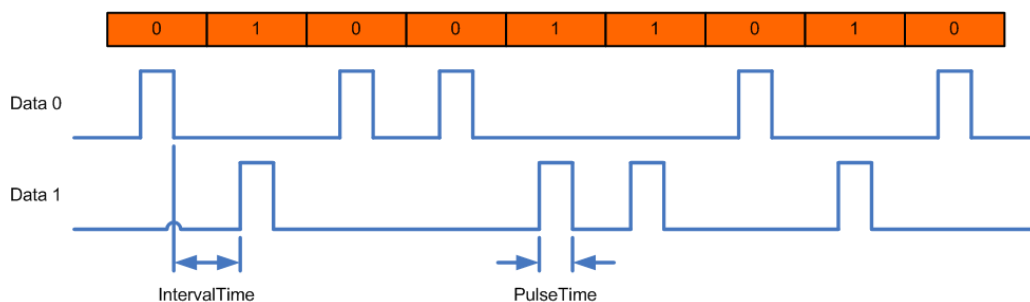 0 1 0 0 1 1 0 1 0
Data 0
Data 1
IntervalTime PulseTime